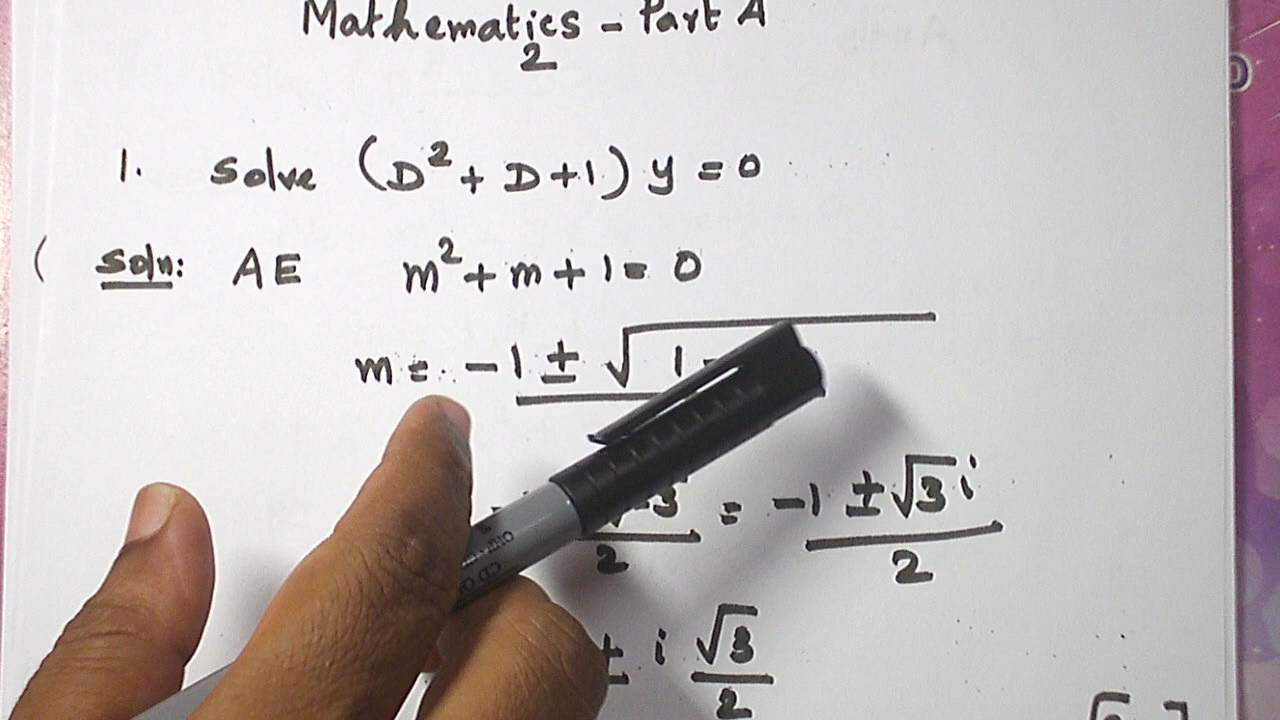 Mathematics - Part A
2
1. Solve (D² + D + 1) y = 0
( Soln: AE m² + m + 1 = 0
m = -1 ± √ 1 -
√-3 / 2 = -1 ± √3 i / 2
± i √3 / 2